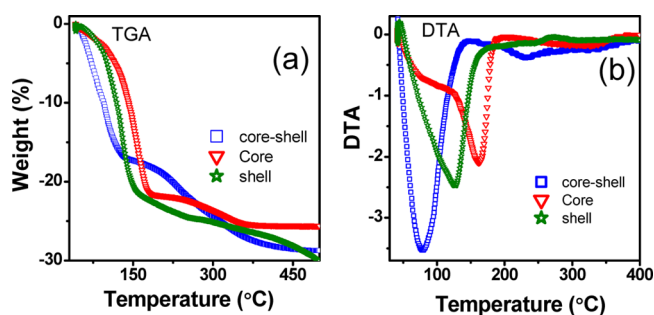 TGA
(a)
0
-10
-20
-30
Weight (%)
core-shell
Core
shell
150
300
450
Temperature (°C)
DTA
(b)
0
-1
-2
-3
DTA
core-shell
Core
shell
100
200
300
400
Temperature (°C)